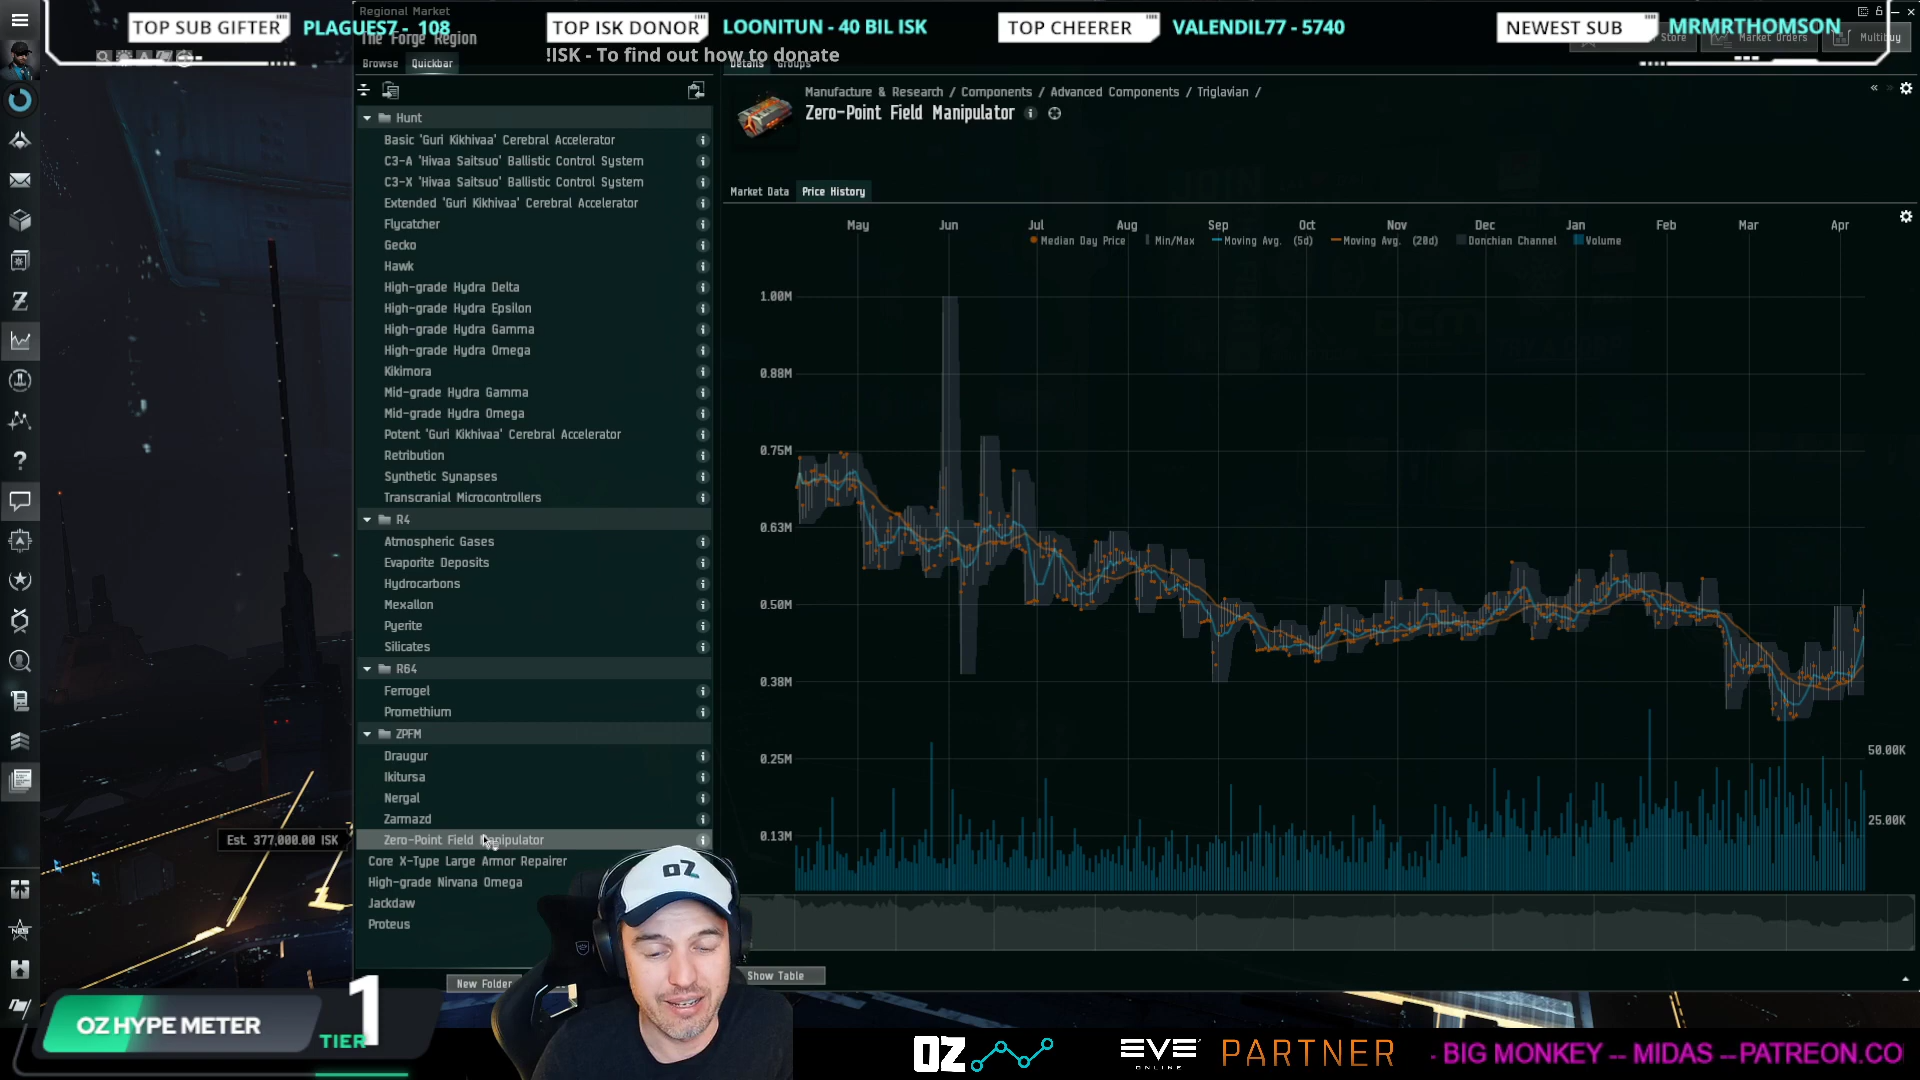 Regional Market
TOP SUB GIFTER PLAGUES7 - 108 TOP ISK DONOR LOONITUN - 40 BIL ISK TOP CHEERER VALENDIL77 - 5740 NEWEST SUB MRMRTHOMSON
The Forge Region
Market Orders Multibuy
!ISK - To find out how to donate
Browse Quickbar
Details Groups
Manufacture & Research / Components / Advanced Components / Triglavian /
Zero-Point Field Manipulator
Market Data Price History
Hunt
Basic 'Guri Kikhivaa' Cerebral Accelerator
C3-A 'Hivaa Saitsuo' Ballistic Control System
C3-X 'Hivaa Saitsuo' Ballistic Control System
Extended 'Guri Kikhivaa' Cerebral Accelerator
Flycatcher
Gecko
Hawk
High-grade Hydra Delta
High-grade Hydra Epsilon
High-grade Hydra Gamma
High-grade Hydra Omega
Kikimora
Mid-grade Hydra Gamma
Mid-grade Hydra Omega
Potent 'Guri Kikhivaa' Cerebral Accelerator
Retribution
Synthetic Synapses
Transcranial Microcontrollers
R4
Atmospheric Gases
Evaporite Deposits
Hydrocarbons
Mexallon
Pyerite
Silicates
R64
Ferrogel
Promethium
ZPFM
Draugur
Ikitursa
Nergal
Zarmazd
Zero-Point Field Manipulator
Est. 377,000.00 ISK
Core X-Type Large Armor Repairer
High-grade Nirvana Omega
Jackdaw
Proteus
New Folder
May Jun Jul Aug Sep Oct Nov Dec Jan Feb Mar Apr
Median Day Price Min/Max Moving Avg. (5d) Moving Avg. (20d) Donchian Channel Volume
1.00M
0.88M
0.75M
0.63M
0.50M
0.38M
0.25M
0.13M
50.00K
25.00K
Show Table
OZ
OZ HYPE METER
TIER 1
OZ
EVE ONLINE PARTNER
- BIG MONKEY -- MIDAS --PATREON.CO